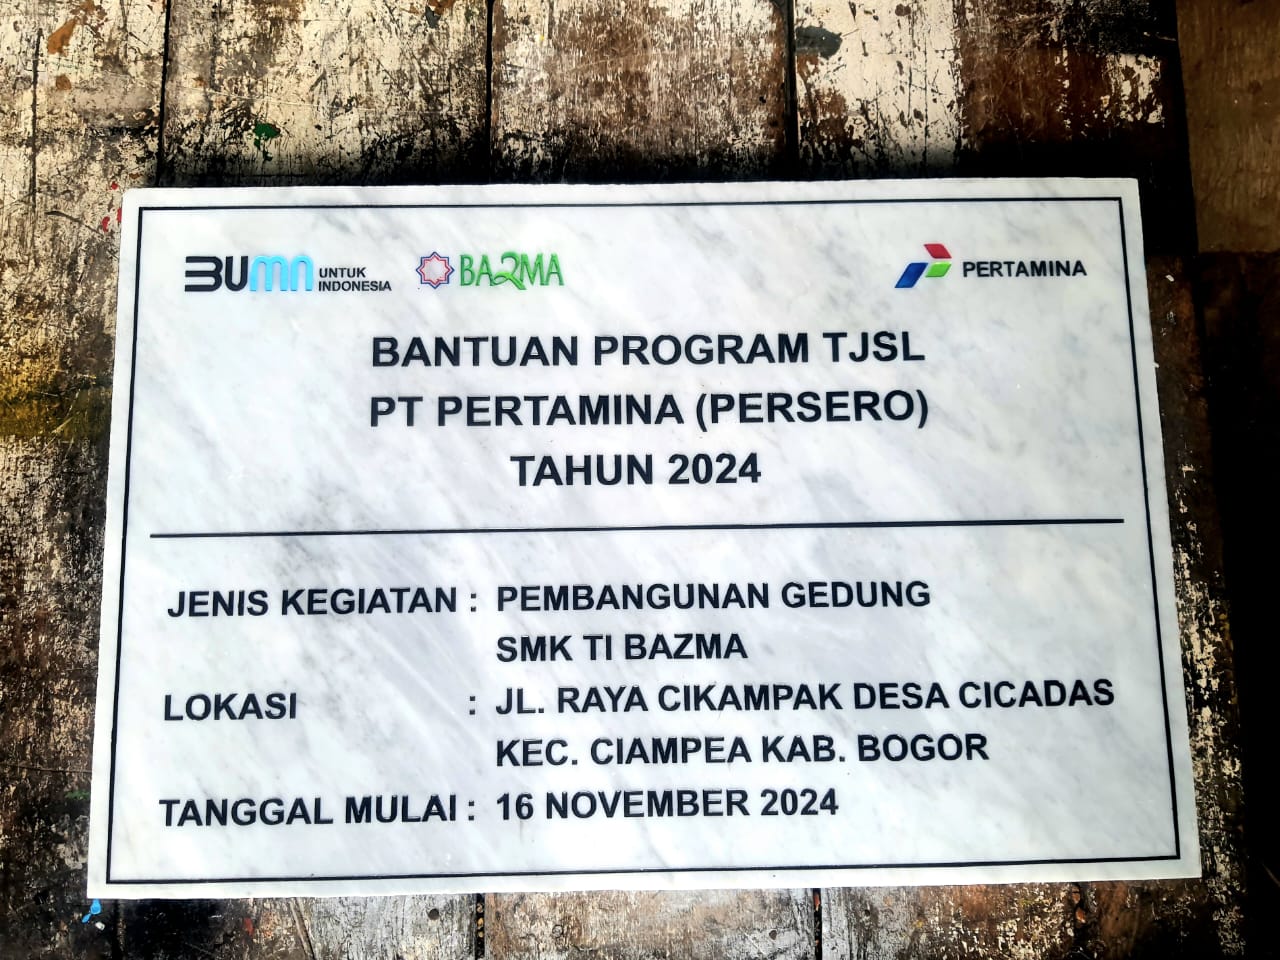 BUMN UNTUK INDONESIA
BAZMA
PERTAMINA
BANTUAN PROGRAM TJSL
PT PERTAMINA (PERSERO)
TAHUN 2024
JENIS KEGIATAN : PEMBANGUNAN GEDUNG
SMK TI BAZMA
LOKASI : JL. RAYA CIKAMPAK DESA CICADAS
KEC. CIAMPEA KAB. BOGOR
TANGGAL MULAI : 16 NOVEMBER 2024